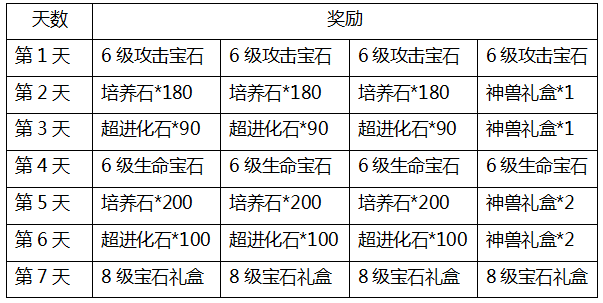 天数 奖励
第1天 6级攻击宝石 6级攻击宝石 6级攻击宝石 6级攻击宝石
第2天 培养石*180 培养石*180 培养石*180 神兽礼盒*1
第3天 超进化石*90 超进化石*90 超进化石*90 神兽礼盒*1
第4天 6级生命宝石 6级生命宝石 6级生命宝石 6级生命宝石
第5天 培养石*200 培养石*200 培养石*200 神兽礼盒*2
第6天 超进化石*100 超进化石*100 超进化石*100 神兽礼盒*2
第7天 8级宝石礼盒 8级宝石礼盒 8级宝石礼盒 8级宝石礼盒